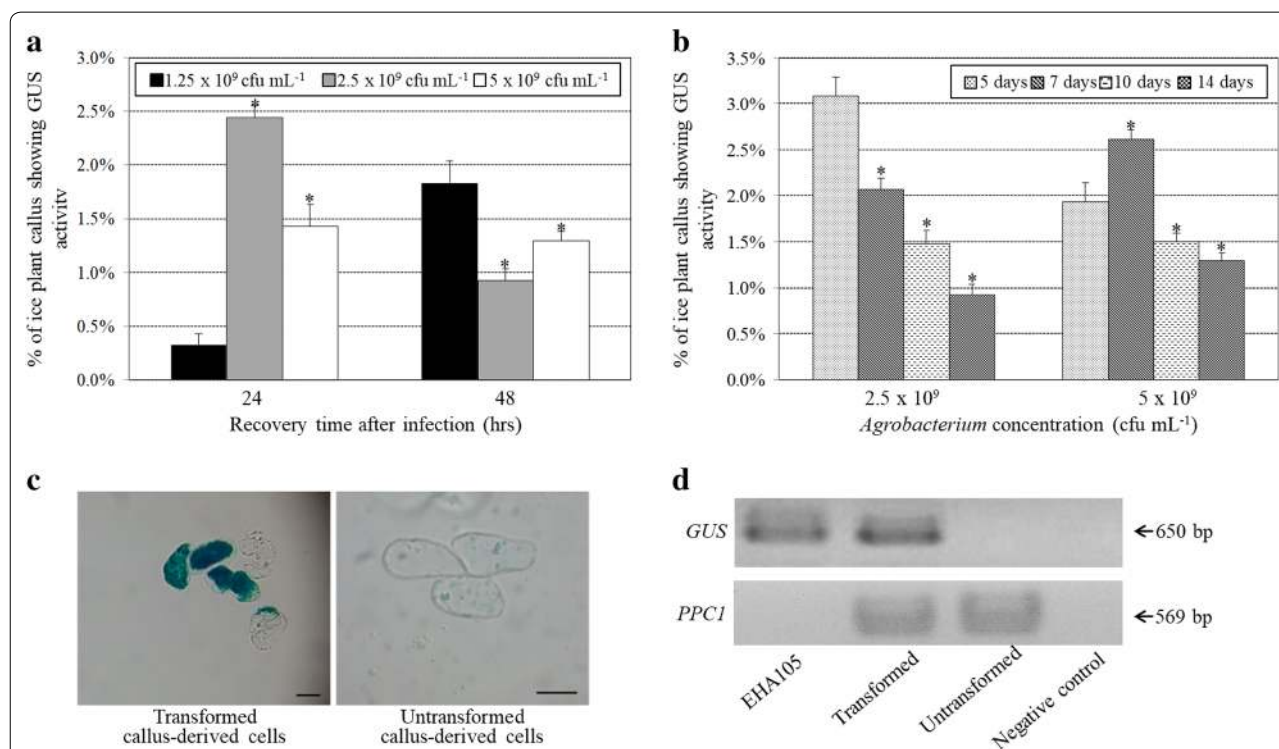 a
3.0%
2.5%
2.0%
1.5%
1.0%
0.5%
0.0%
% of ice plant callus showing GUS
activity
1.25 x 10⁹ cfu mL⁻¹ 2.5 x 10⁹ cfu mL⁻¹ 5 x 10⁹ cfu mL⁻¹
* * * *
24 48
Recovery time after infection (hrs)
b
3.5%
3.0%
2.5%
2.0%
1.5%
1.0%
0.5%
0.0%
% of ice plant callus showing GUS
activity
5 days 7 days 10 days 14 days
* * * * * *
2.5 x 10⁹ 5 x 10⁹
Agrobacterium concentration (cfu mL⁻¹)
c
Transformed
callus-derived cells
Untransformed
callus-derived cells
d
GUS ←650 bp
PPC1 ←569 bp
EHA105
Transformed
Untransformed
Negative control